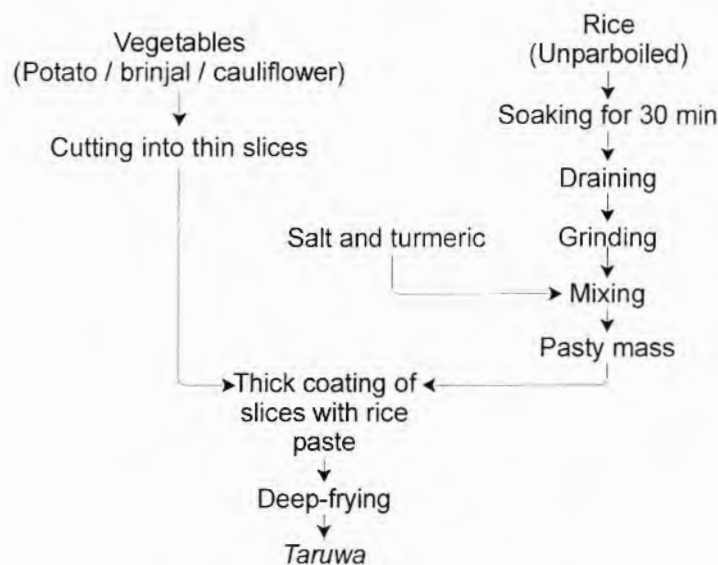 Vegetables
(Potato / brinjal / cauliflower)
Cutting into thin slices
Rice
(Unparboiled)
Soaking for 30 min
Draining
Grinding
Salt and turmeric
Mixing
Pasty mass
Thick coating of
slices with rice
paste
Deep-frying
Taruwa